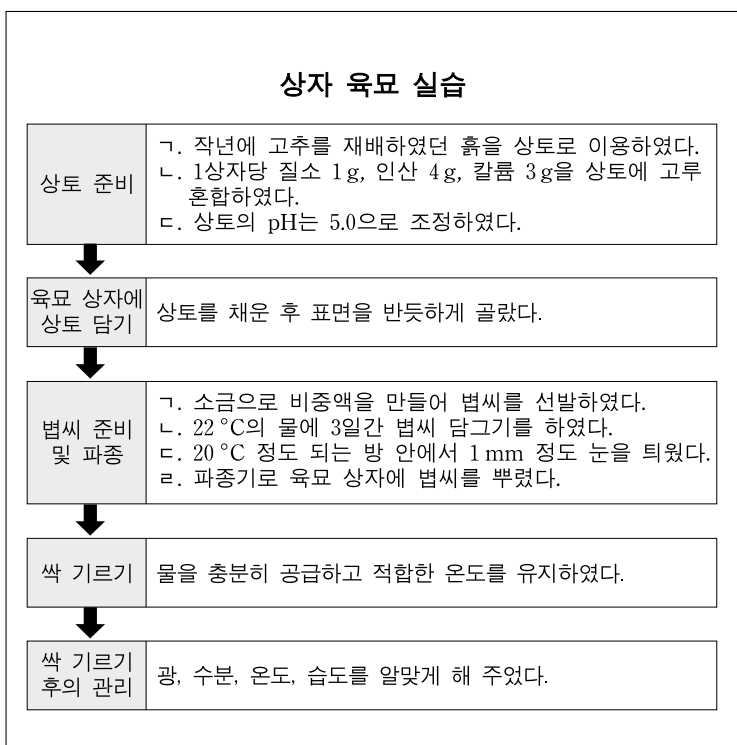 상자 육묘 실습
상토 준비
ㄱ. 작년에 고추를 재배하였던 흙을 상토로 이용하였다.
ㄴ. 1상자당 질소 1 g, 인산 4 g, 칼륨 3 g을 상토에 고루
혼합하였다.
ㄷ. 상토의 pH는 5.0으로 조정하였다.
육묘 상자에
상토 담기
상토를 채운 후 표면을 반듯하게 골랐다.
볍씨 준비
및 파종
ㄱ. 소금으로 비중액을 만들어 볍씨를 선발하였다.
ㄴ. 22 °C의 물에 3일간 볍씨 담그기를 하였다.
ㄷ. 20 °C 정도 되는 방 안에서 1 mm 정도 눈을 틔웠다.
ㄹ. 파종기로 육묘 상자에 볍씨를 뿌렸다.
싹 기르기
물을 충분히 공급하고 적합한 온도를 유지하였다.
싹 기르기
후의 관리
광, 수분, 온도, 습도를 알맞게 해 주었다.